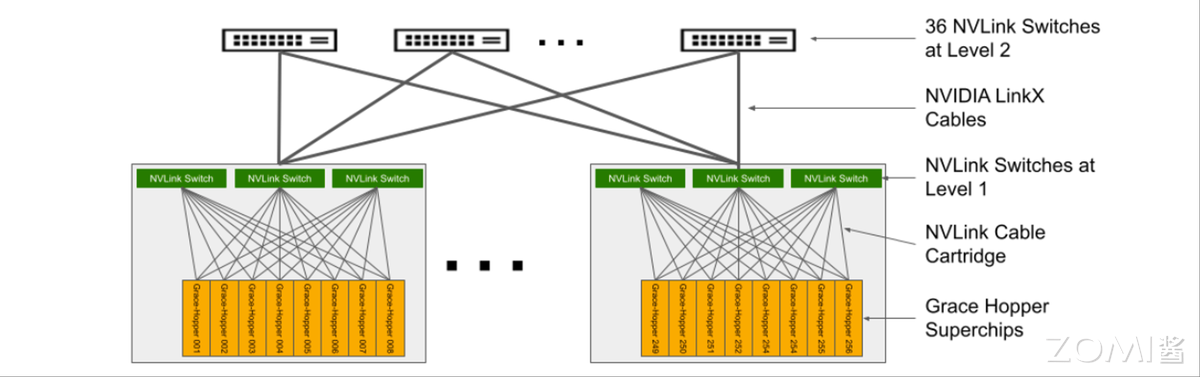 36 NVLink Switches
at Level 2
NVIDIA LinkX
Cables
NVLink Switch
NVLink Switch
NVLink Switch
NVLink Switch
NVLink Switch
NVLink Switch
NVLink Switches at
Level 1
NVLink Cable
Cartridge
Grace-Hopper 001
Grace-Hopper 002
Grace-Hopper 003
Grace-Hopper 004
Grace-Hopper 005
Grace-Hopper 006
Grace-Hopper 007
Grace-Hopper 008
Grace-Hopper 249
Grace-Hopper 250
Grace-Hopper 251
Grace-Hopper 252
Grace-Hopper 254
Grace-Hopper 254
Grace-Hopper 255
Grace-Hopper 256
Grace Hopper
Superchips
ZOMI酱